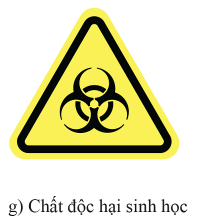 g) Chất độc hại sinh học